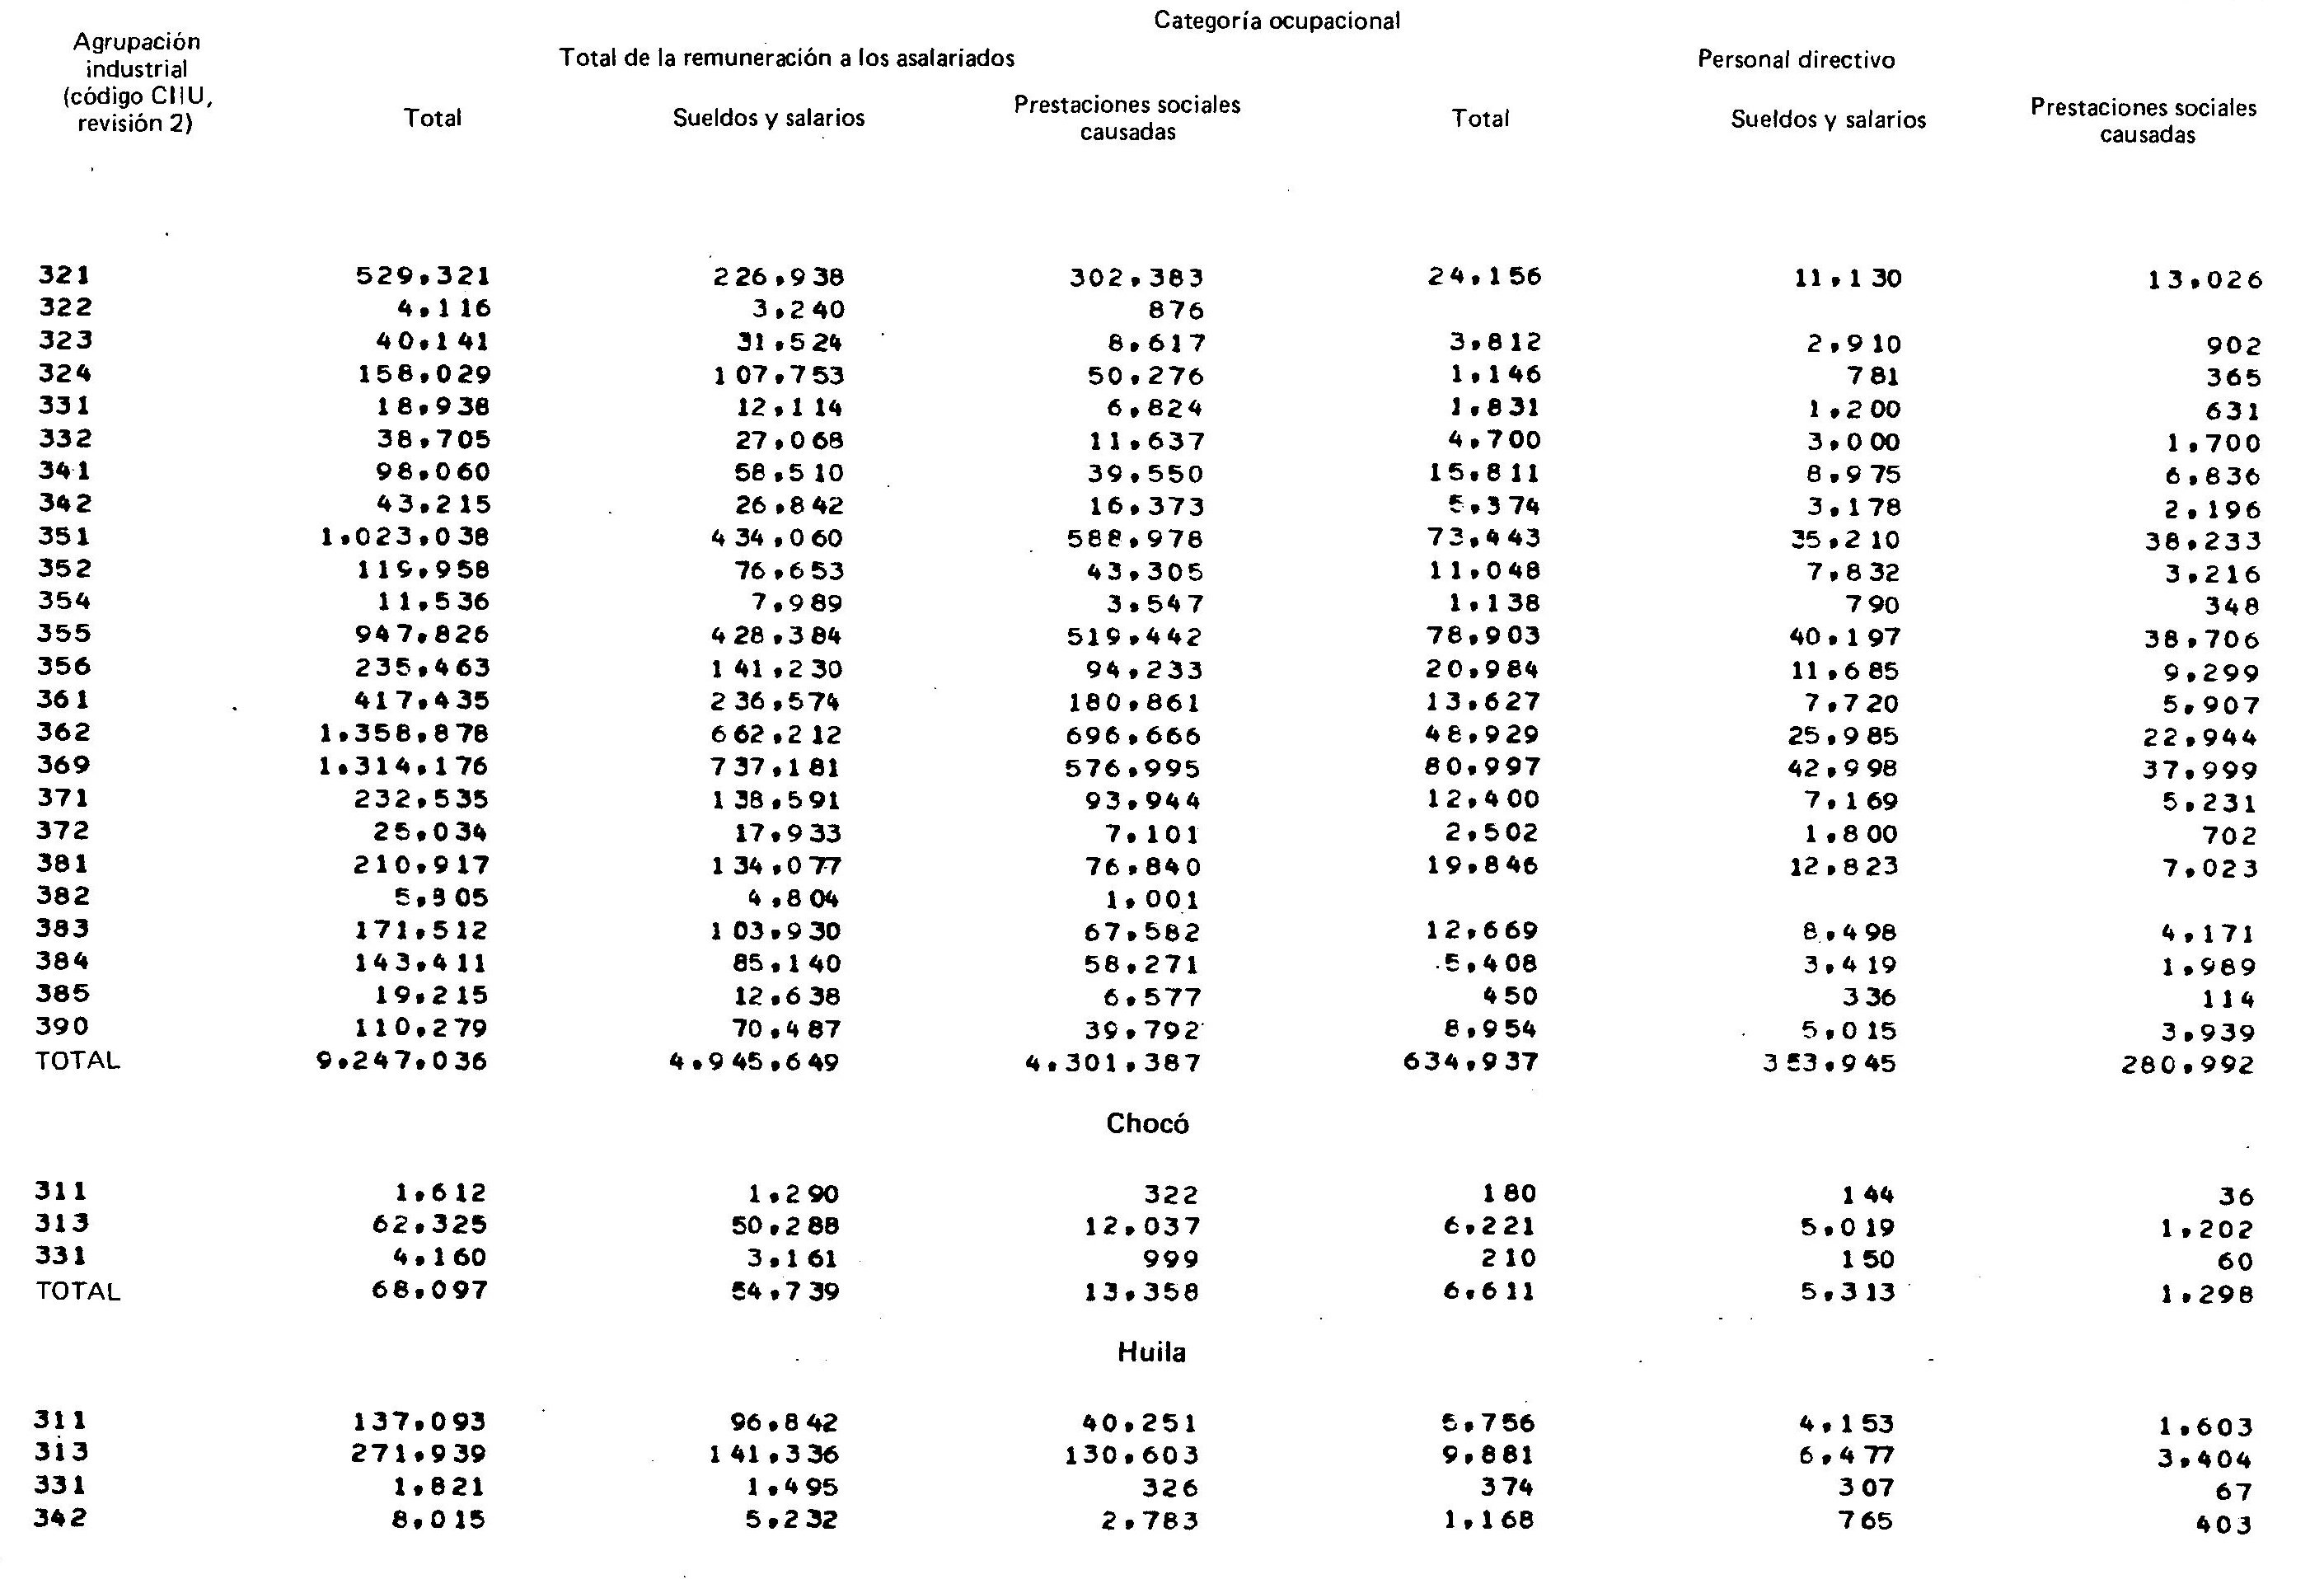 Categoría ocupacional
Agrupación
industrial
(código CIIU,
revisión 2)
Total de la remuneración a los asalariados
Personal directivo
Total
Sueldos y salarios
Prestaciones sociales
causadas
Total
Sueldos y salarios
Prestaciones sociales
causadas
321 529,321 226,938 302,383 24,156 11,130 13,026
322 4,116 3,240 876
323 40,141 31,524 8,617 3,812 2,910 902
324 158,029 107,753 50,276 1,146 781 365
331 18,938 12,114 6,824 1,831 1,200 631
332 38,705 27,068 11,637 4,700 3,000 1,700
341 98,060 58,510 39,550 15,811 8,975 6,836
342 43,215 26,842 16,373 5,374 3,178 2,196
351 1,023,038 434,060 588,978 73,443 35,210 38,233
352 119,958 76,653 43,305 11,048 7,832 3,216
354 11,536 7,989 3,547 1,138 790 348
355 947,826 428,384 519,442 78,903 40,197 38,706
356 235,463 141,230 94,233 20,984 11,685 9,299
361 417,435 236,574 180,861 13,627 7,720 5,907
362 1,358,878 662,212 696,666 48,929 25,985 22,944
369 1,314,176 737,181 576,995 80,997 42,998 37,999
371 232,535 138,591 93,944 12,400 7,169 5,231
372 25,034 17,933 7,101 2,502 1,800 702
381 210,917 134,077 76,840 19,846 12,823 7,023
382 5,805 4,804 1,001
383 171,512 103,930 67,582 12,669 8,498 4,171
384 143,411 85,140 58,271 5,408 3,419 1,989
385 19,215 12,638 6,577 450 336 114
390 110,279 70,487 39,792 8,954 5,015 3,939
TOTAL 9,247,036 4,945,649 4,301,387 634,937 353,945 280,992
Chocó
311 1,612 1,290 322 180 144 36
313 62,325 50,288 12,037 6,221 5,019 1,202
331 4,160 3,161 999 210 150 60
TOTAL 68,097 54,739 13,358 6,611 5,313 1,298
Huila
311 137,093 96,842 40,251 5,756 4,153 1,603
313 271,939 141,336 130,603 9,881 6,477 3,404
331 1,821 1,495 326 374 307 67
342 8,015 5,232 2,783 1,168 765 403